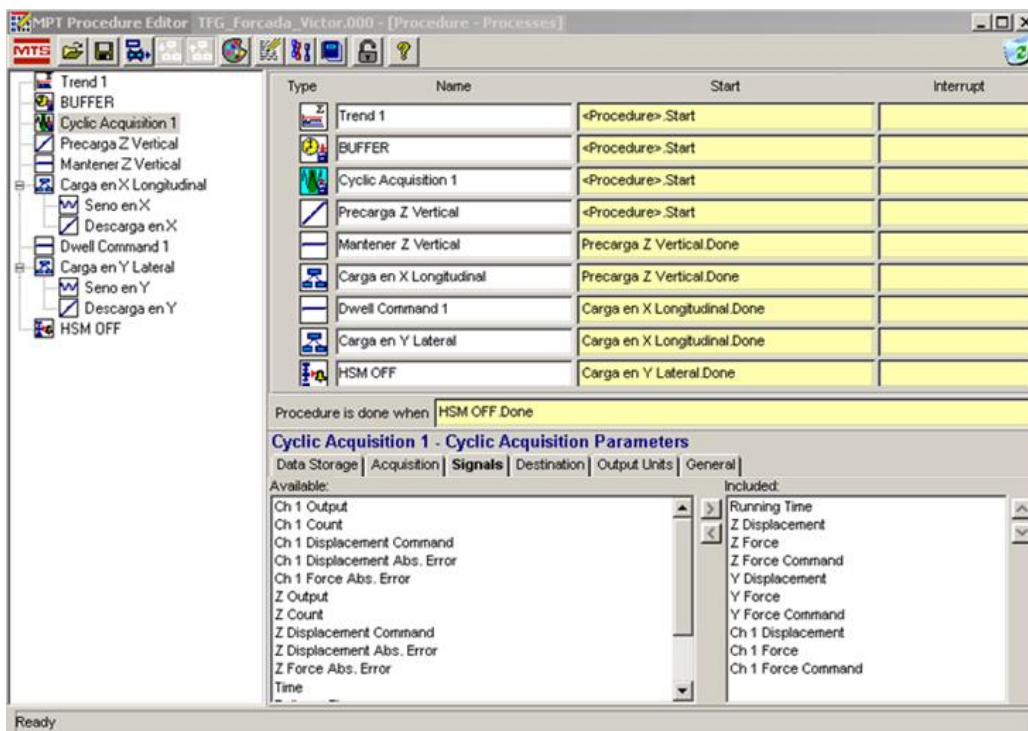 MPT Procedure Editor TFG_Forcada_Victor.000 - [Procedure - Processes]
MTS
Trend 1
BUFFER
Cyclic Acquisition 1
Precarga Z Vertical
Mantener Z Vertical
Carga en X Longitudinal
Seno en X
Descarga en X
Dwell Command 1
Carga en Y Lateral
Seno en Y
Descarga en Y
HSM OFF
Type Name Start Interrupt
Trend 1 <Procedure>.Start
BUFFER <Procedure>.Start
Cyclic Acquisition 1 <Procedure>.Start
Precarga Z Vertical <Procedure>.Start
Mantener Z Vertical Precarga Z Vertical.Done
Carga en X Longitudinal Precarga Z Vertical.Done
Dwell Command 1 Carga en X Longitudinal.Done
Carga en Y Lateral Carga en X Longitudinal.Done
HSM OFF Carga en Y Lateral.Done
Procedure is done when HSM OFF.Done
Cyclic Acquisition 1 - Cyclic Acquisition Parameters
Data Storage Acquisition Signals Destination Output Units General
Available:
Ch 1 Output
Ch 1 Count
Ch 1 Displacement Command
Ch 1 Displacement Abs. Error
Ch 1 Force Abs. Error
Z Output
Z Count
Z Displacement Command
Z Displacement Abs. Error
Z Force Abs. Error
Time
Included:
Running Time
Z Displacement
Z Force
Z Force Command
Y Displacement
Y Force
Y Force Command
Ch 1 Displacement
Ch 1 Force
Ch 1 Force Command
Ready